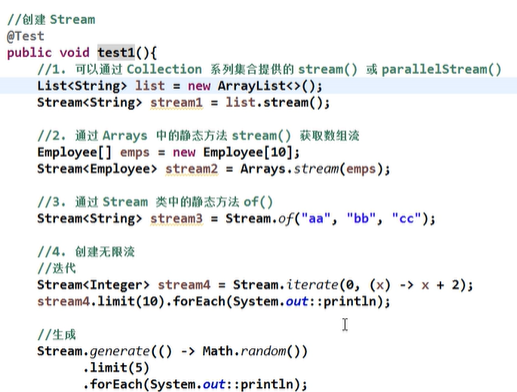 //创建 Stream
@Test
public void test1(){
//1. 可以通过 Collection 系列集合提供的 stream() 或 parallelStream()
List<String> list = new ArrayList<>();
Stream<String> stream1 = list.stream();
//2. 通过 Arrays 中的静态方法 stream() 获取数组流
Employee[] emps = new Employee[10];
Stream<Employee> stream2 = Arrays.stream(emps);
//3. 通过 Stream 类中的静态方法 of()
Stream<String> stream3 = Stream.of("aa", "bb", "cc");
//4. 创建无限流
//迭代
Stream<Integer> stream4 = Stream.iterate(0, (x) -> x + 2);
stream4.limit(10).forEach(System.out::println);
//生成
Stream.generate(() -> Math.random())
.limit(5)
.forEach(System.out::println);